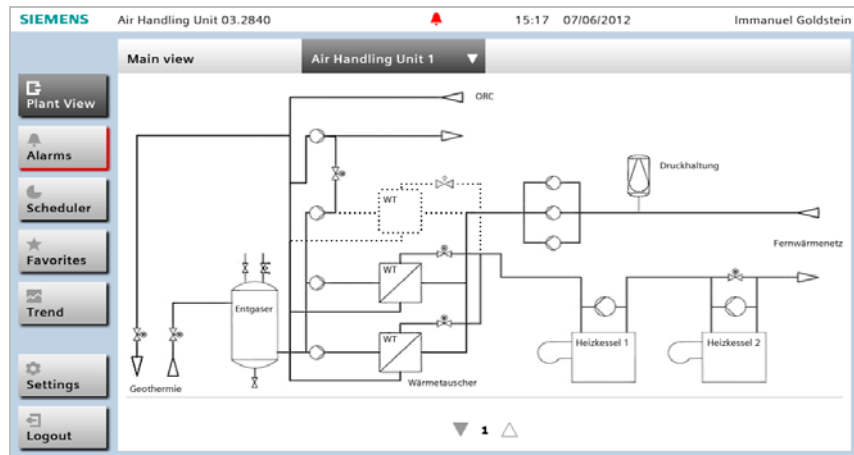 SIEMENS Air Handling Unit 03.2840 15:17 07/06/2012 Immanuel Goldstein
Main view Air Handling Unit 1
Plant View
Alarms
Scheduler
Favorites
Trend
Settings
Logout
ORC
Druckhaltung
WT
Fernwärmenetz
WT
Entgaser
WT
Heizkessel 1
Heizkessel 2
Geothermie
Wärmetauscher
1